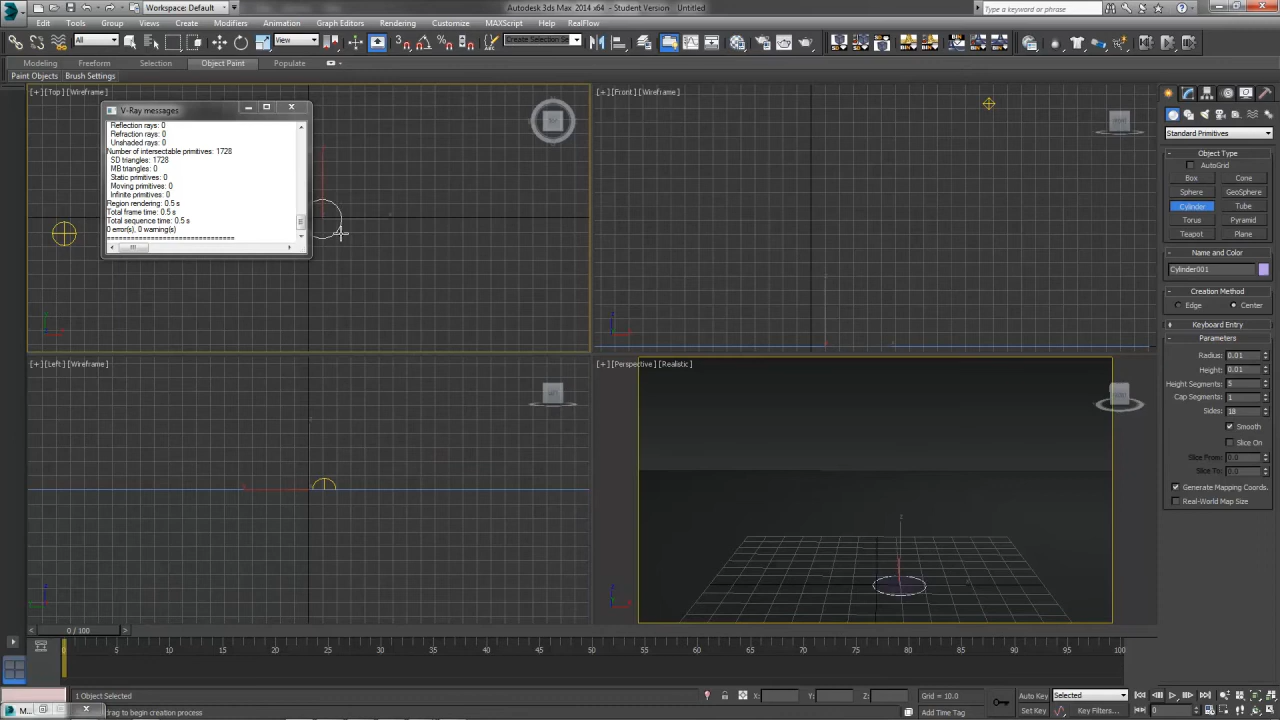 Workspace: Default
Autodesk 3ds Max 2014 x64 - Student Version Untitled
Type a keyword or phrase
Edit Tools Group Views Create Modifiers Animation Graph Editors Rendering Customize MAXScript Help RealFlow
All
View
3
Create Selection Se
Modeling Freeform Selection Object Paint Populate
Paint Objects Brush Settings
[+] [Top] [Wireframe]
[+] [Front] [Wireframe]
V-Ray messages
Reflection rays: 0
Refraction rays: 0
Unshaded rays: 0
Number of intersectable primitives: 1728
SD triangles: 1728
MB triangles: 0
Static primitives: 0
Moving primitives: 0
Infinite primitives: 0
Region rendering: 0.5 s
Total frame time: 0.5 s
Total sequence time: 0.5 s
0 error(s), 0 warning(s)
================================
Standard Primitives
- Object Type
AutoGrid
Box Cone
Sphere GeoSphere
Cylinder Tube
Torus Pyramid
Teapot Plane
- Name and Color
Cylinder001
- Creation Method
Edge Center
+ Keyboard Entry
- Parameters
Radius: 0.01
Height: 0.01
Height Segments: 5
Cap Segments: 1
Sides: 18
Smooth
Slice On
Slice From: 0.0
Slice To: 0.0
Generate Mapping Coords.
Real-World Map Size
[+] [Left] [Wireframe]
[+] [Perspective] [Realistic]
< 0 / 100 >
0 5 10 15 20 25 30 35 40 45 50 55 60 65 70 75 80 85 90 95 100
1 Object Selected
X: Y: Z: Grid = 10.0
Auto Key Selected
M...
drag to begin creation process
Add Time Tag
Set Key Key Filters... 0